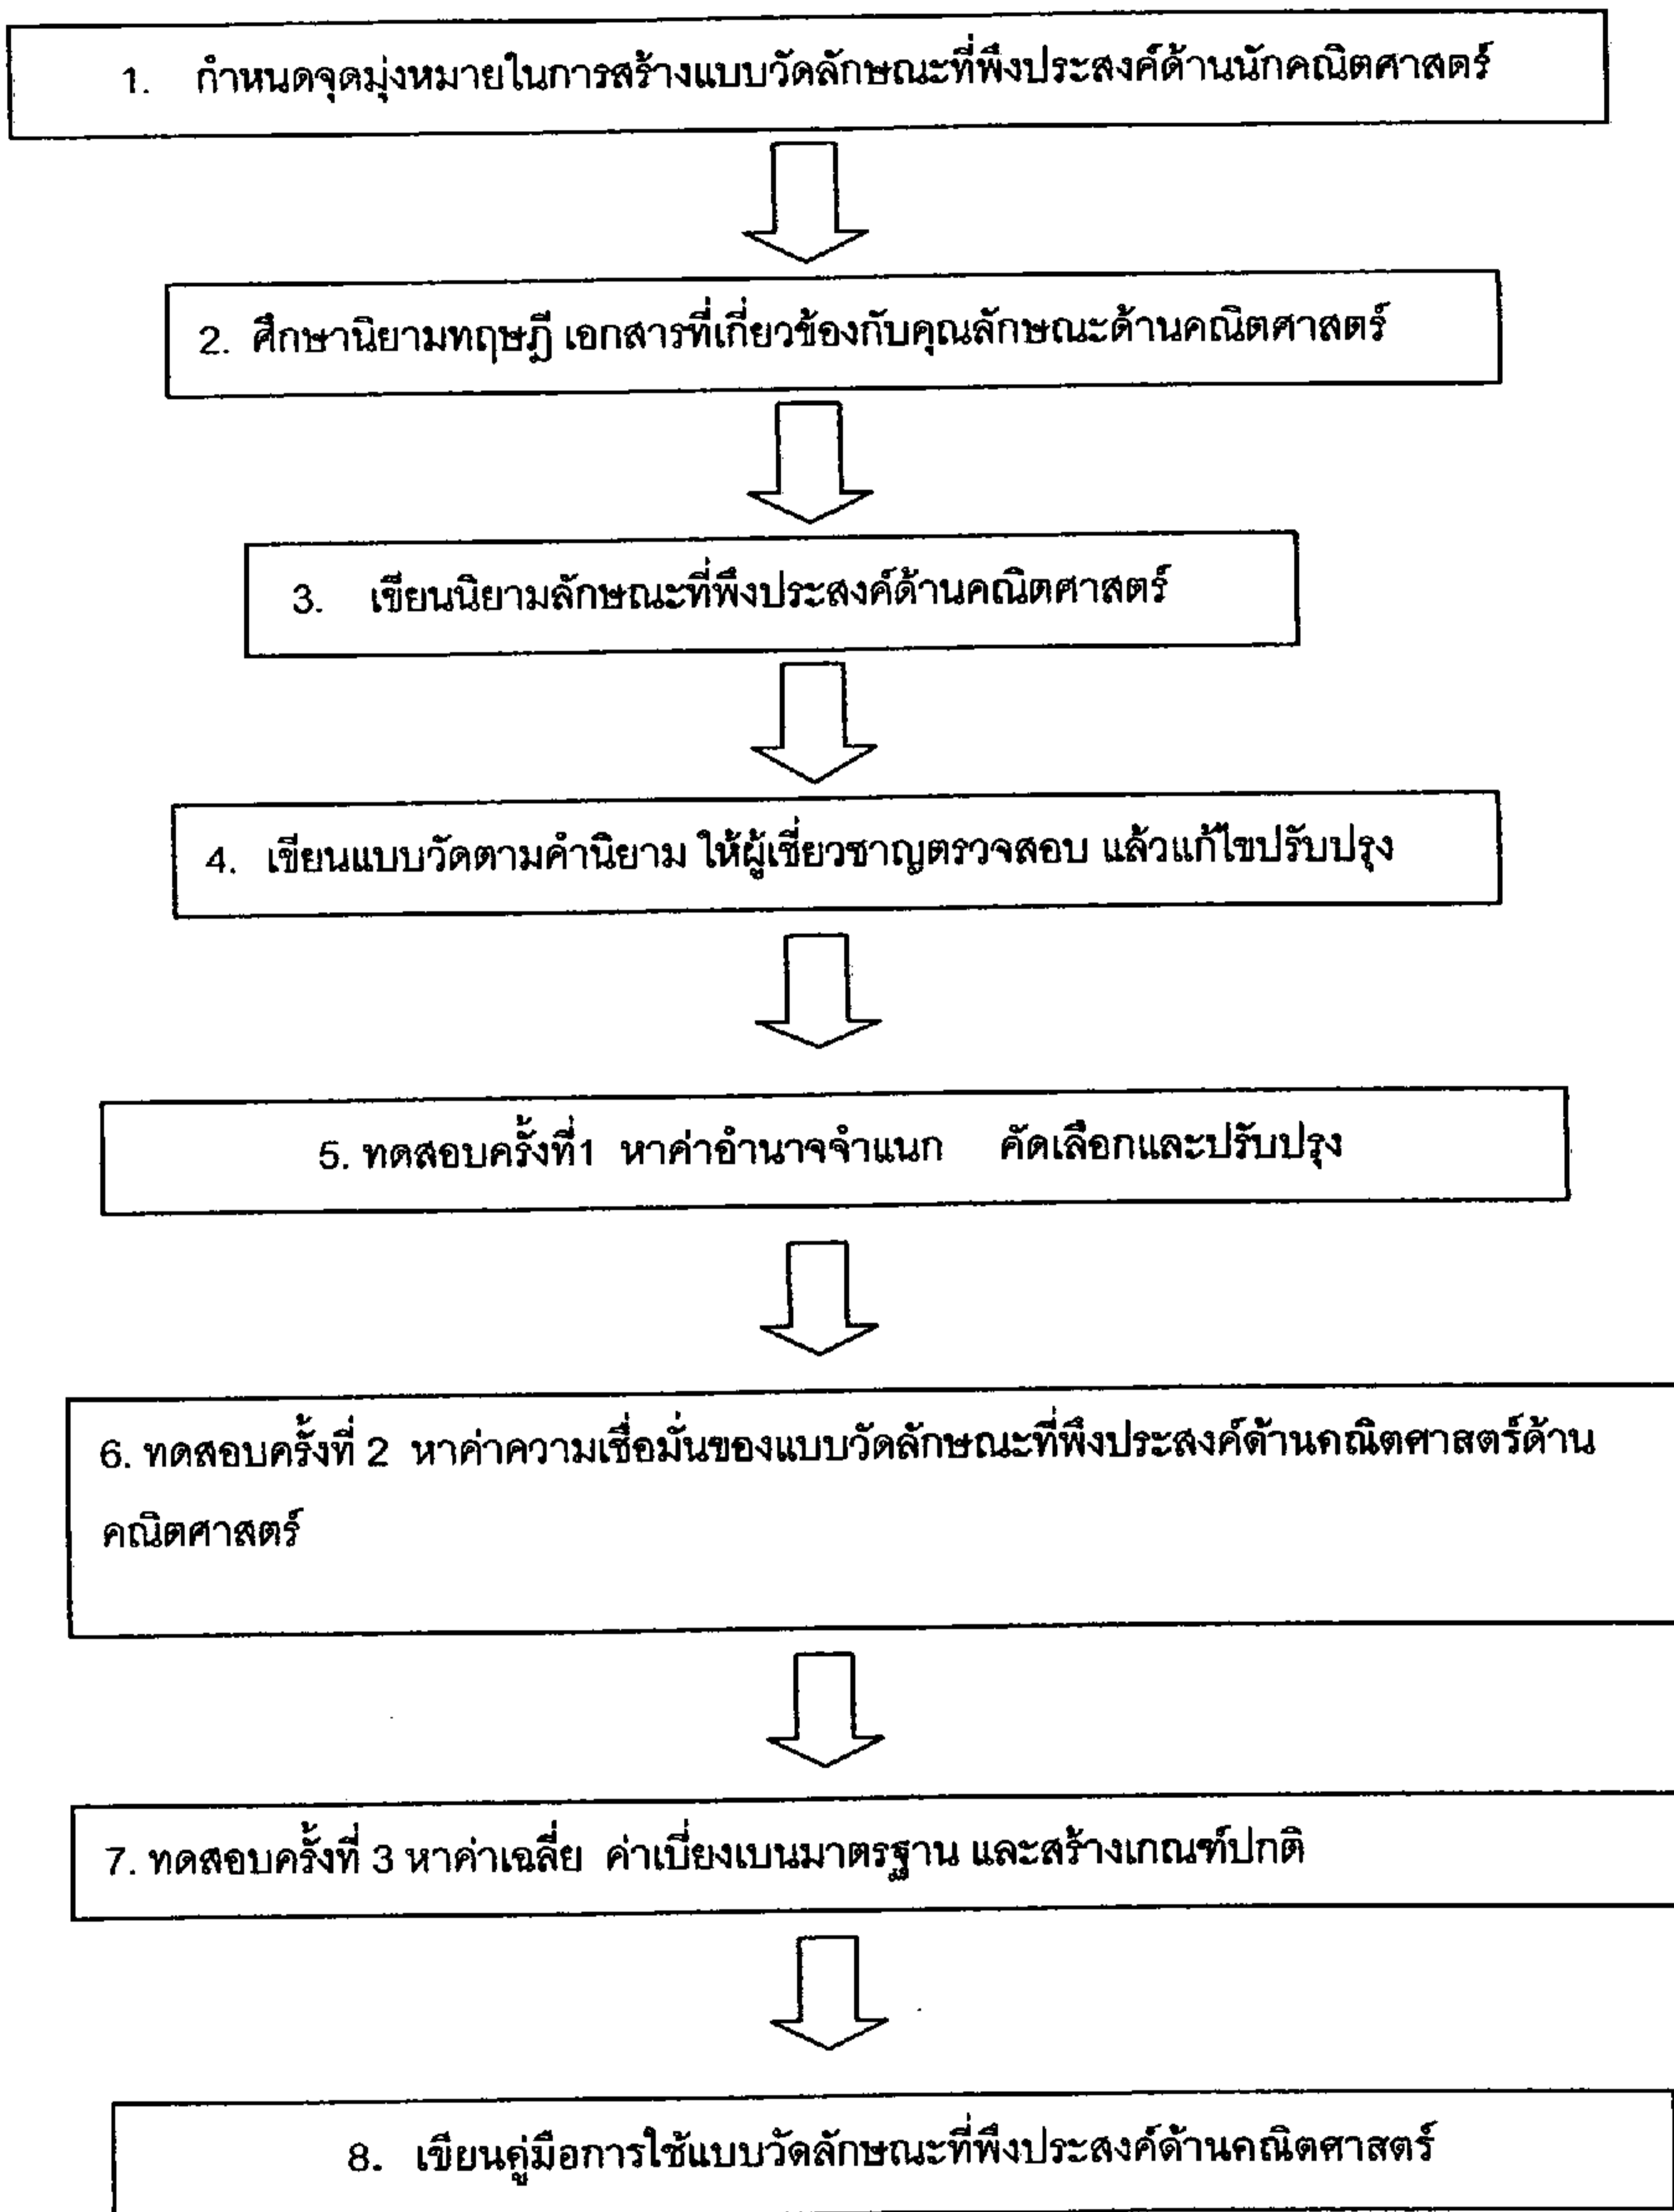 1. กำหนดจุดมุ่งหมายในการสร้างแบบวัดลักษณะที่พึงประสงค์ด้านนักคณิตศาสตร์
2. ศึกษานิยามทฤษฎี เอกสารที่เกี่ยวข้องกับคุณลักษณะด้านคณิตศาสตร์
3. เขียนนิยามลักษณะที่พึงประสงค์ด้านคณิตศาสตร์
4. เขียนแบบวัดตามคำนิยาม ให้ผู้เชี่ยวชาญตรวจสอบ แล้วแก้ไขปรับปรุง
5. ทดสอบครั้งที่1 หาค่าอำนาจจำแนก คัดเลือกและปรับปรุง
6. ทดสอบครั้งที่ 2 หาค่าความเชื่อมั่นของแบบวัดลักษณะที่พึงประสงค์ด้านคณิตศาสตร์ด้าน
คณิตศาสตร์
7. ทดสอบครั้งที่ 3 หาค่าเฉลี่ย ค่าเบี่ยงเบนมาตรฐาน และสร้างเกณฑ์ปกติ
8. เขียนคู่มือการใช้แบบวัดลักษณะที่พึงประสงค์ด้านคณิตศาสตร์